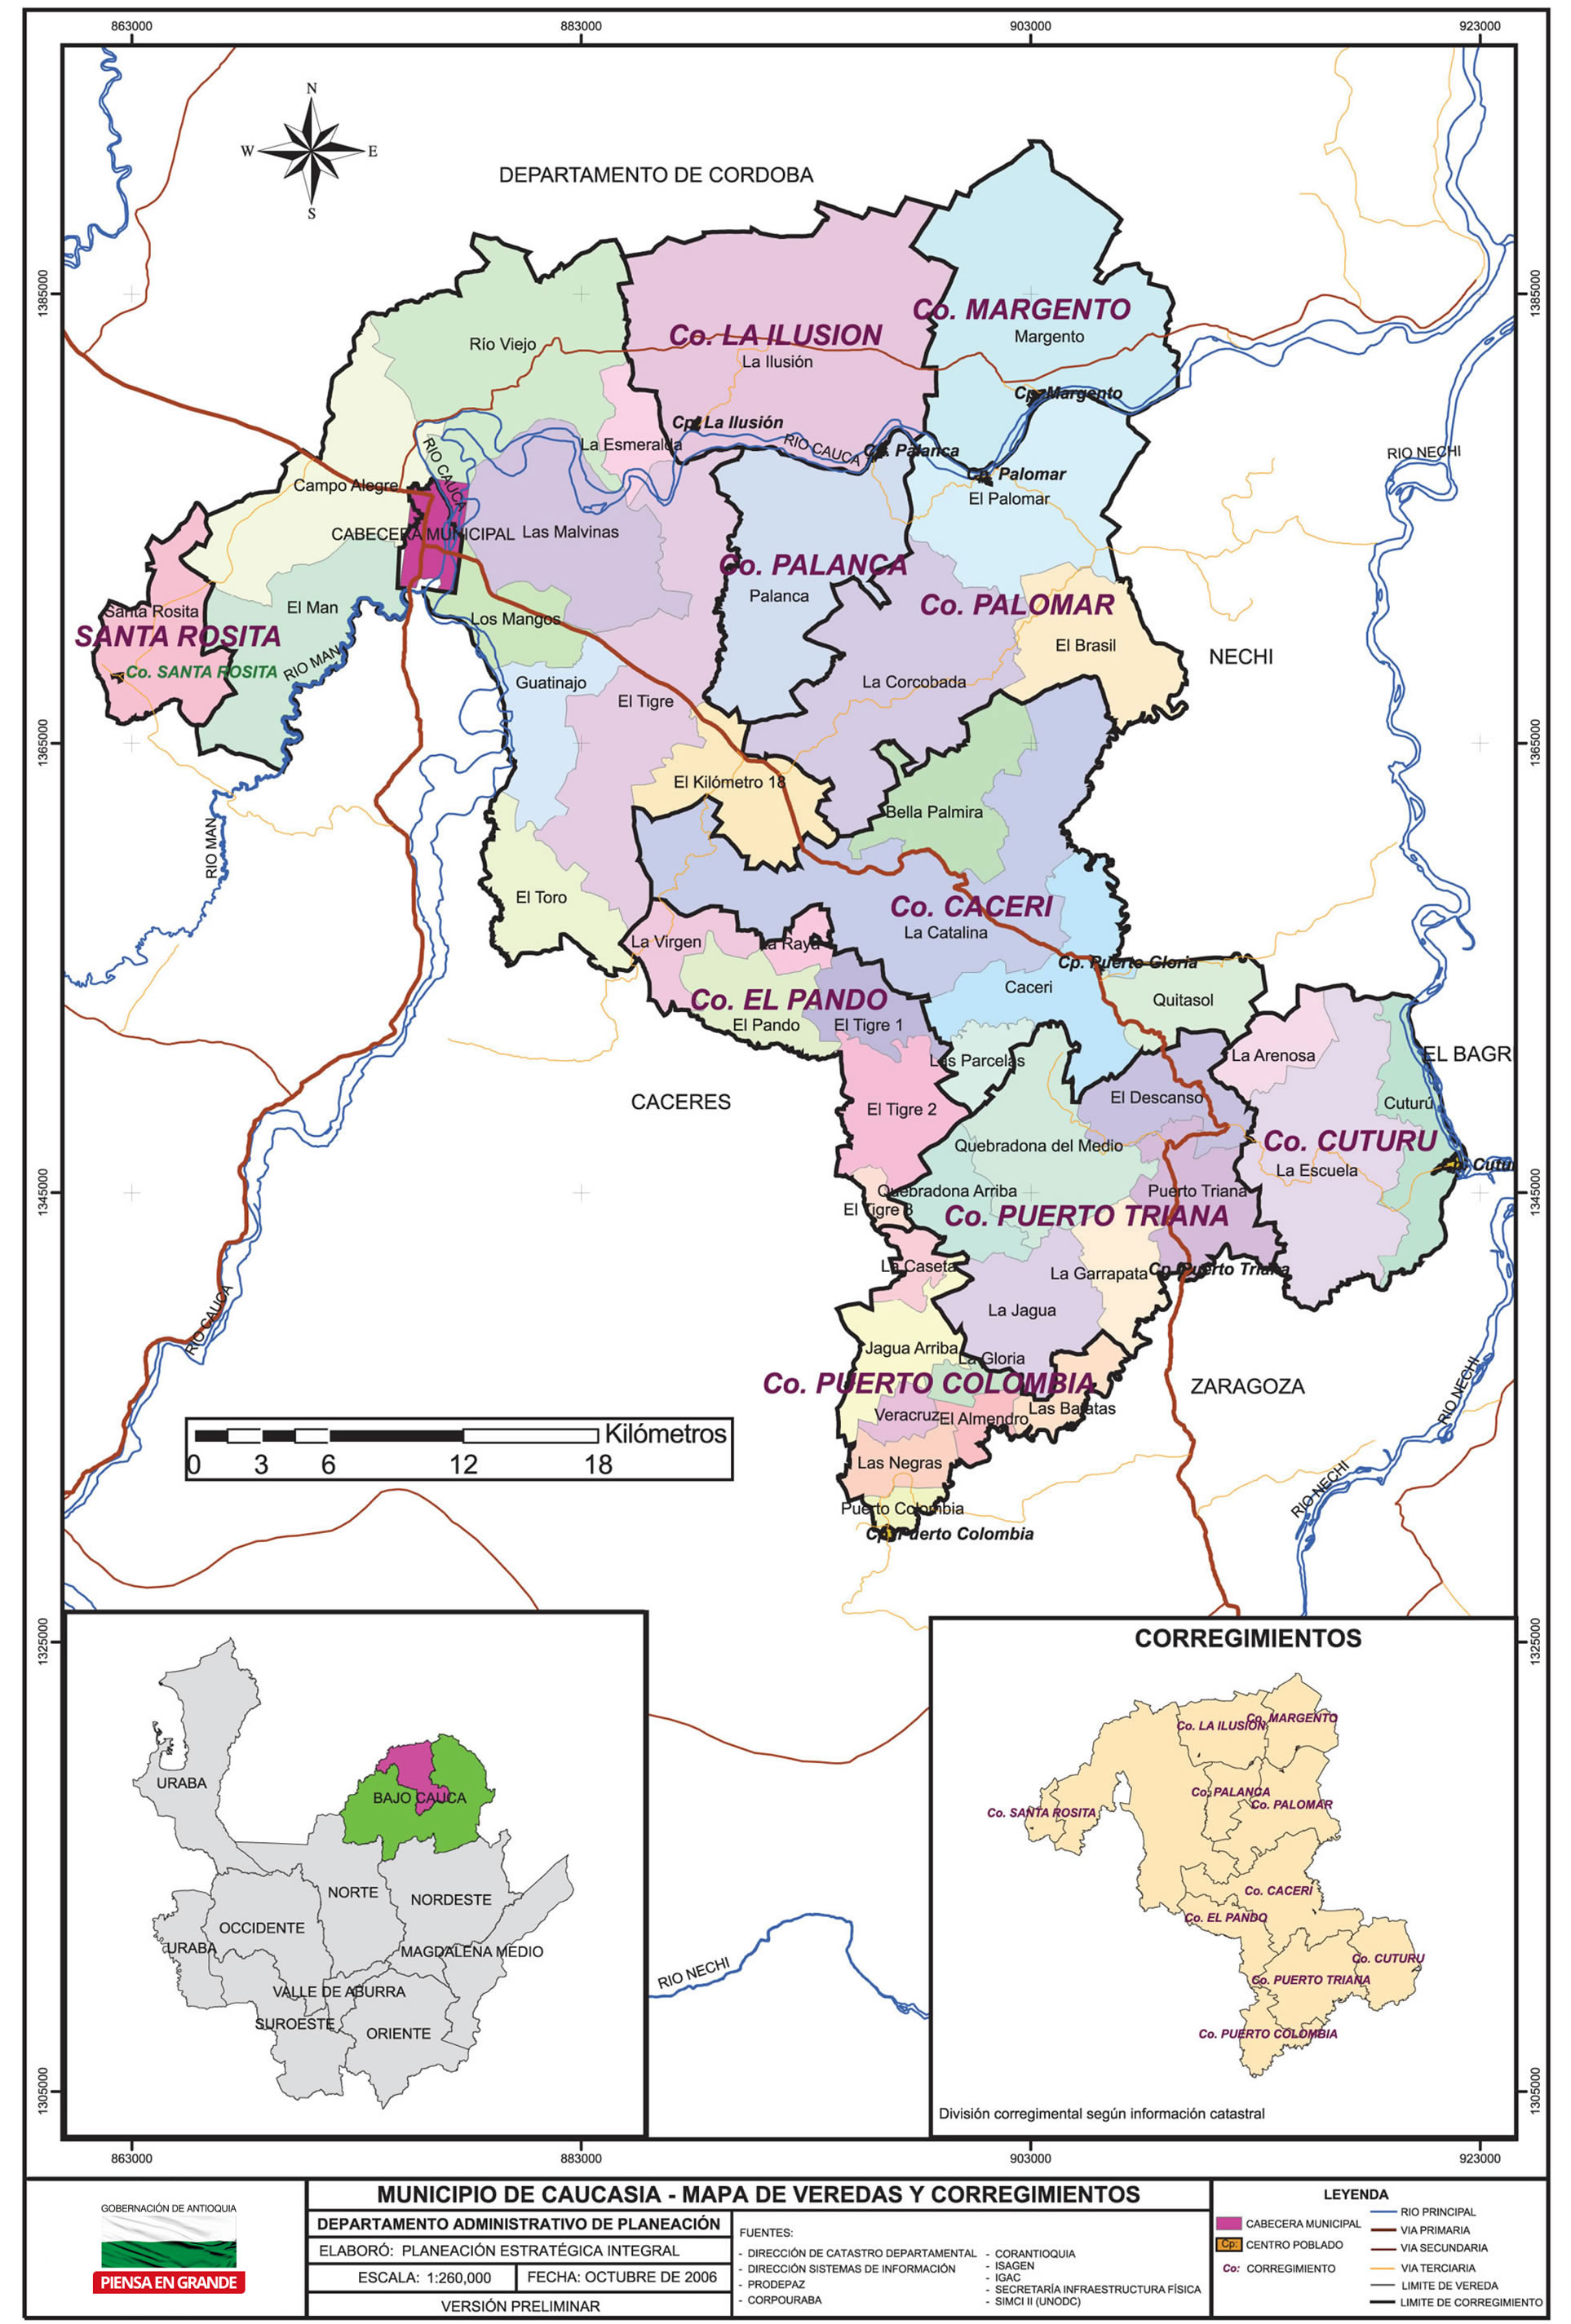 863000
883000
903000
923000
N
W
E
S
DEPARTAMENTO DE CORDOBA
1385000
1385000
Co. MARGENTO
Margento
Co. LA ILUSION
La Ilusión
Río Viejo
Cp. Margento
Cp. La Ilusión
La Esmeralda
RIO CAUCA
Cp. Palanca
RIO CAUCA
RIO NECHI
Cp. Palomar
El Palomar
Campo Alegre
CABECERA MUNICIPAL
Las Malvinas
Co. PALANCA
Palanca
Co. PALOMAR
El Man
Santa Rosita
SANTA ROSITA
Co. SANTA ROSITA
RIO MAN
Los Mangos
El Brasil
NECHI
Guatinajo
La Corcobada
El Tigre
1365000
1365000
El Kilómetro 18
Bella Palmira
RIO MAN
El Toro
Co. CACERI
La Catalina
La Virgen
La Raya
Cp. Puerto Gloria
Caceri
Quitasol
Co. EL PANDO
El Pando
El Tigre 1
Las Parcelas
La Arenosa
EL BAGR
CACERES
El Tigre 2
El Descanso
Cuturú
Quebradona del Medio
Co. CUTURU
La Escuela
Cp. Cutur
1345000
1345000
Quebradona Arriba
Puerto Triana
El Tigre 3
Co. PUERTO TRIANA
La Caseta
La Garrapata
Cp. Puerto Triana
La Jagua
RIO CAUCA
Jagua Arriba
La Gloria
Co. PUERTO COLOMBIA
ZARAGOZA
RIO NECHI
Veracruz
El Almendro
Las Batatas
Kilómetros
0 3 6 12 18
Las Negras
RIO NECHI
Puerto Colombia
Cp. Puerto Colombia
1325000
1325000
URABA
BAJO CAUCA
NORTE
NORDESTE
OCCIDENTE
URABA
MAGDALENA MEDIO
VALLE DE ABURRA
SUROESTE
ORIENTE
RIO NECHI
CORREGIMIENTOS
Co. LA ILUSION
Co. MARGENTO
Co. PALANCA
Co. PALOMAR
Co. SANTA ROSITA
Co. CACERI
Co. EL PANDO
Co. CUTURU
Co. PUERTO TRIANA
Co. PUERTO COLOMBIA
División corregimental según información catastral
1305000
1305000
863000
883000
903000
923000
GOBERNACIÓN DE ANTIOQUIA
PIENSA EN GRANDE
MUNICIPIO DE CAUCASIA - MAPA DE VEREDAS Y CORREGIMIENTOS
DEPARTAMENTO ADMINISTRATIVO DE PLANEACIÓN
ELABORÓ: PLANEACIÓN ESTRATÉGICA INTEGRAL
ESCALA: 1:260,000
FECHA: OCTUBRE DE 2006
VERSIÓN PRELIMINAR
FUENTES:
- DIRECCIÓN DE CATASTRO DEPARTAMENTAL
- DIRECCIÓN SISTEMAS DE INFORMACIÓN
- PRODEPAZ
- CORPOURABA
- CORANTIOQUIA
- ISAGEN
- IGAC
- SECRETARÍA INFRAESTRUCTURA FÍSICA
- SIMCI II (UNODC)
LEYENDA
CABECERA MUNICIPAL
Cp: CENTRO POBLADO
Co: CORREGIMIENTO
RIO PRINCIPAL
VIA PRIMARIA
VIA SECUNDARIA
VIA TERCIARIA
LIMITE DE VEREDA
LIMITE DE CORREGIMIENTO